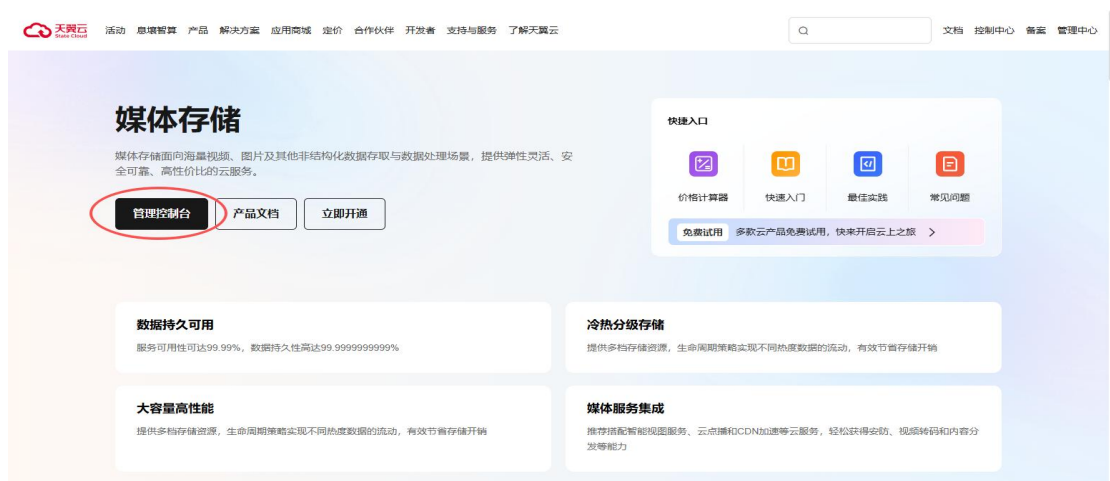 天翼云
State Cloud
活动 息壤智算 产品 解决方案 应用商城 定价 合作伙伴 开发者 支持与服务 了解天翼云
文档 控制中心 备案 管理中心
媒体存储
媒体存储面向海量视频、图片及其他非结构化数据存取与数据处理场景，提供弹性灵活、安
全可靠、高性价比的云服务。
管理控制台 产品文档 立即开通
快捷入口
价格计算器 快速入门 最佳实践 常见问题
免费试用 多款云产品免费试用，快来开启云上之旅
数据持久可用
服务可用性可达99.99%，数据持久性高达99.9999999999%
冷热分级存储
提供多档存储资源，生命周期策略实现不同热度数据的流动，有效节省存储开销
大容量高性能
提供多档存储资源，生命周期策略实现不同热度数据的流动，有效节省存储开销
媒体服务集成
推荐搭配智能视图服务、云点播和CDN加速等云服务，轻松获得安防、视频转码和内容分
发等能力